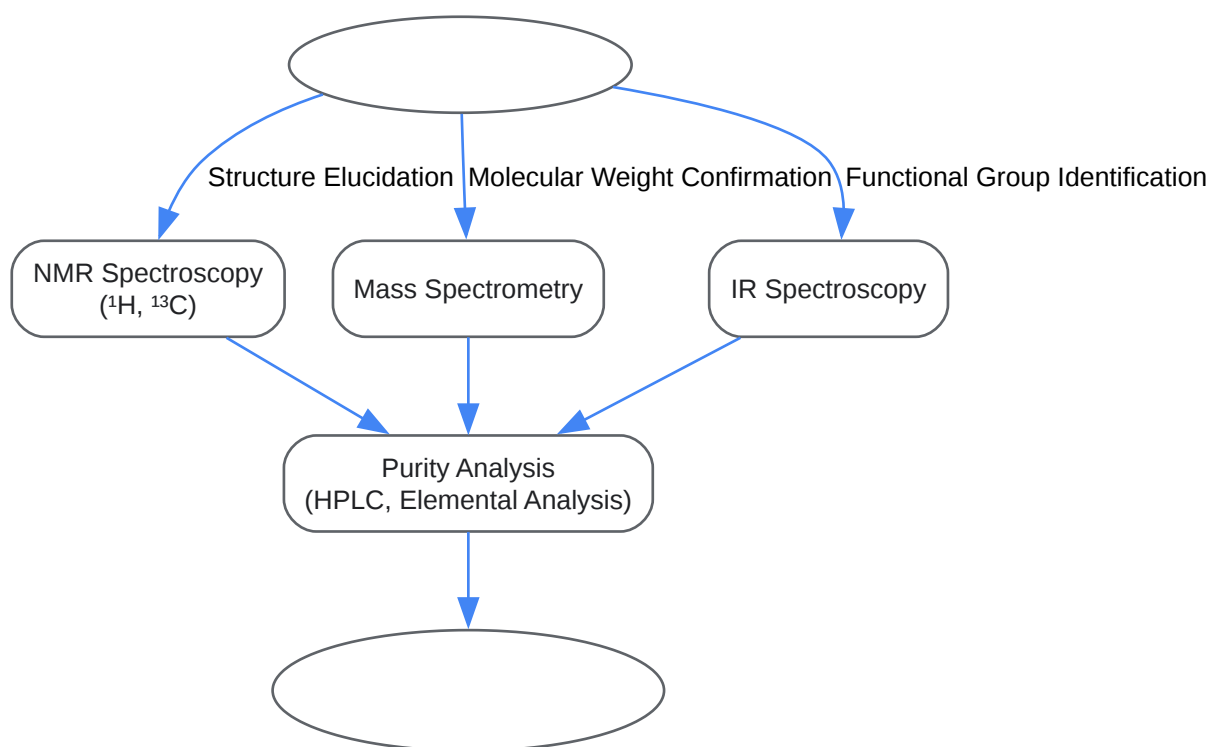 Structure Elucidation
Molecular Weight Confirmation
Functional Group Identification
NMR Spectroscopy
(¹H, ¹³C)
Mass Spectrometry
IR Spectroscopy
Purity Analysis
(HPLC, Elemental Analysis)